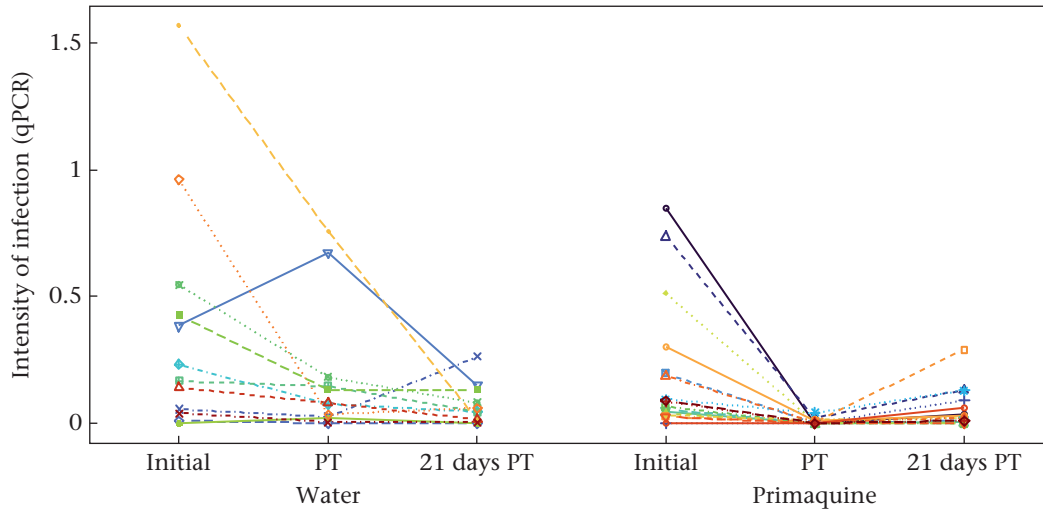 Intensity of infection (qPCR)
1.5
1
0.5
0
Initial PT 21 days PT Initial PT 21 days PT
Water Primaquine